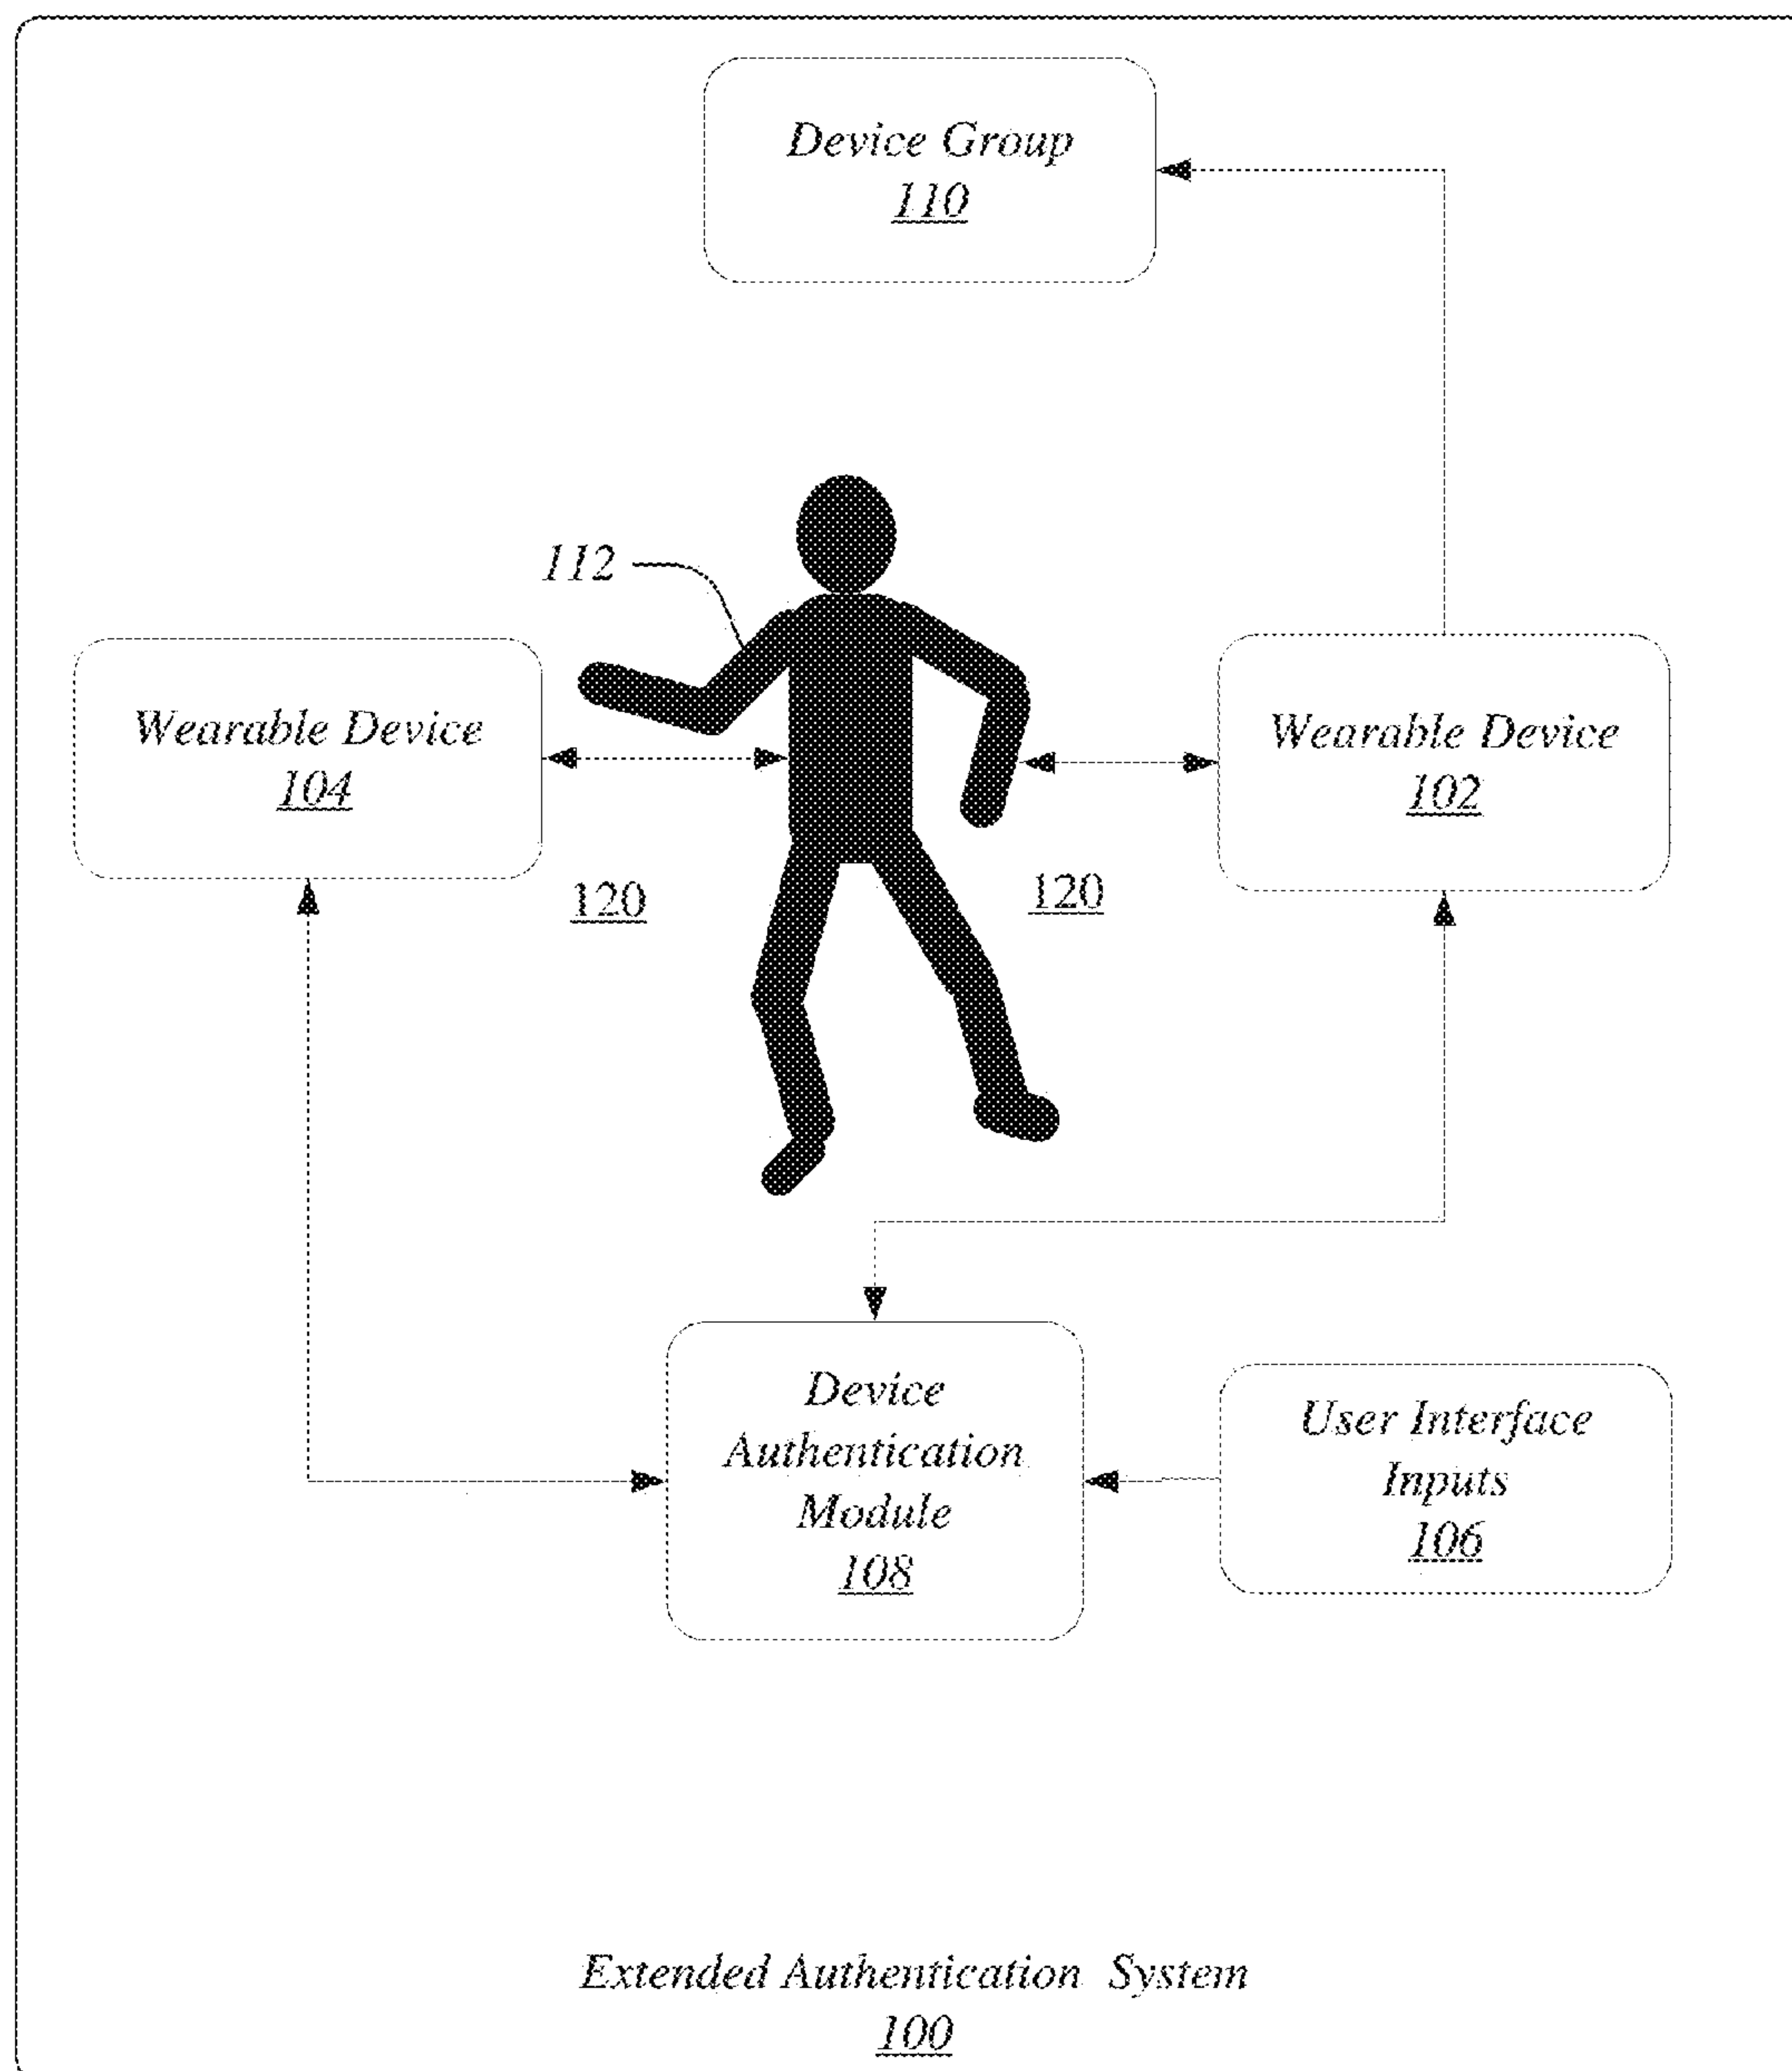 Device Group
110
112
Wearable Device
104
Wearable Device
102
120
120
Device
Authentication
Module
108
User Interface
Inputs
106
Extended Authentication System
100